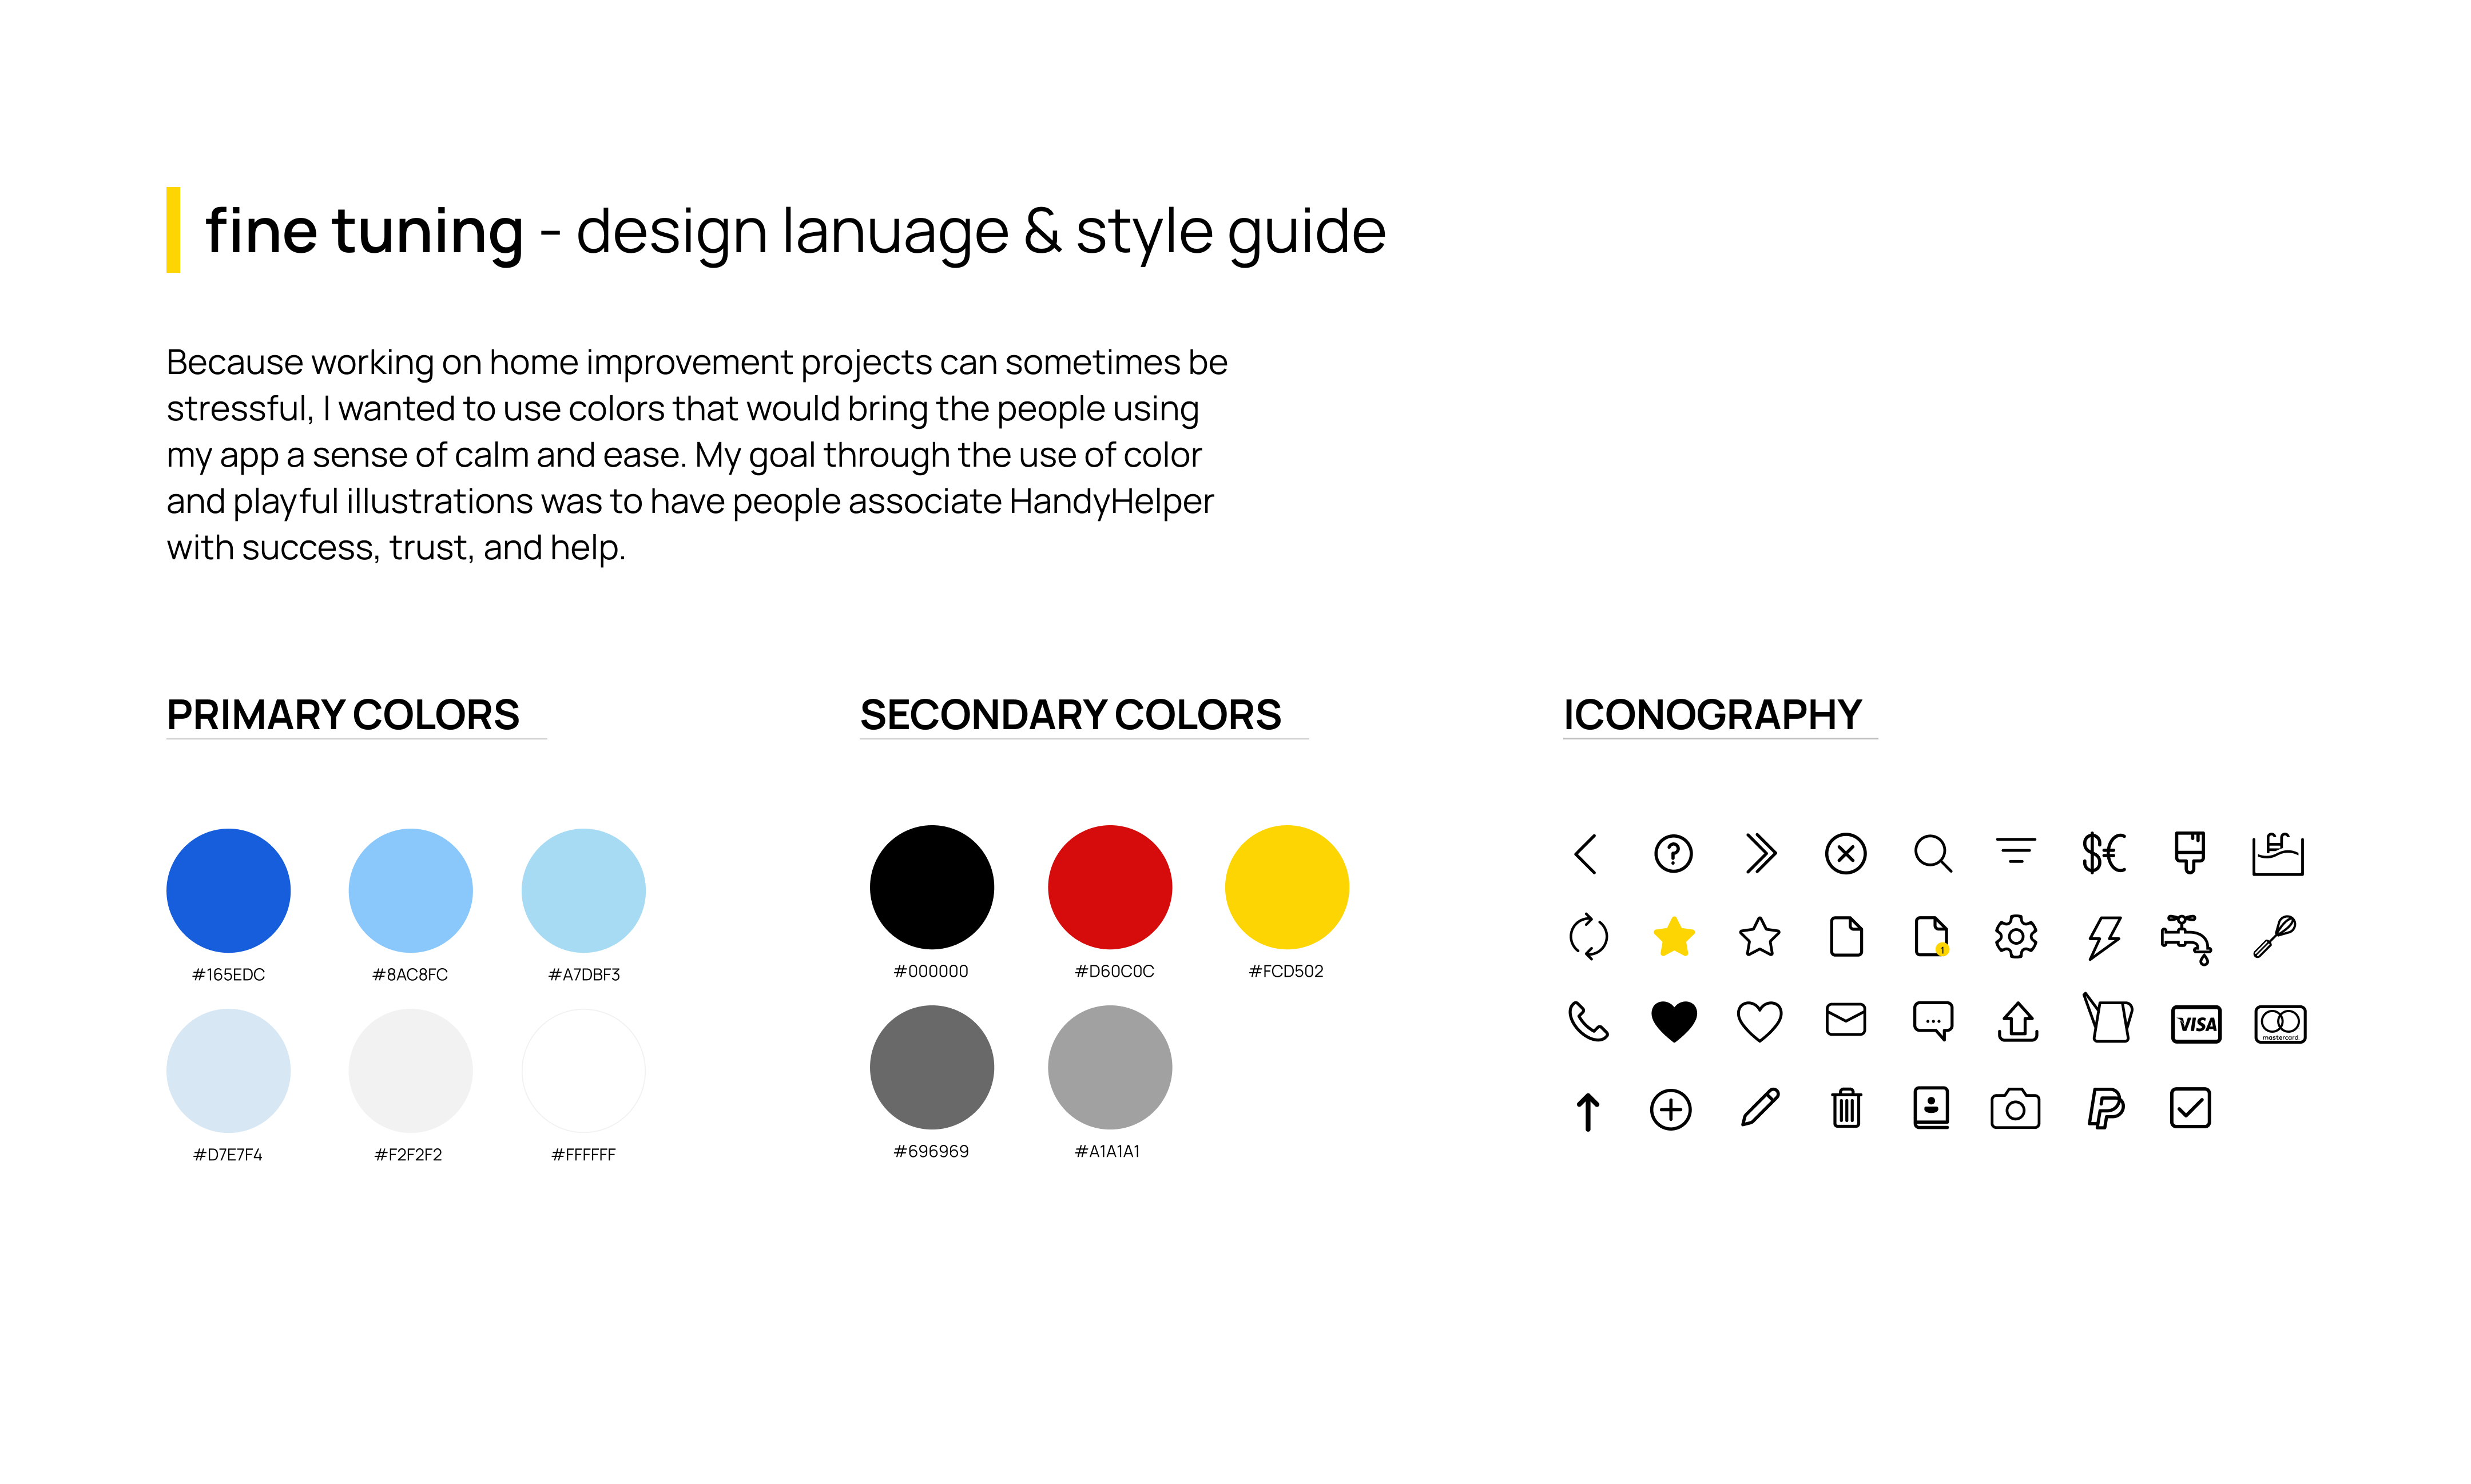 fine tuning - design lanuage & style guide
Because working on home improvement projects can sometimes be
stressful, I wanted to use colors that would bring the people using
my app a sense of calm and ease. My goal through the use of color
and playful illustrations was to have people associate HandyHelper
with success, trust, and help.
PRIMARY COLORS
#165EDC #8AC8FC #A7DBF3
#D7E7F4 #F2F2F2 #FFFFFF
SECONDARY COLORS
#000000 #D60C0C #FCD502
#696969 #A1A1A1
ICONOGRAPHY
? $€
1
VISA mastercard